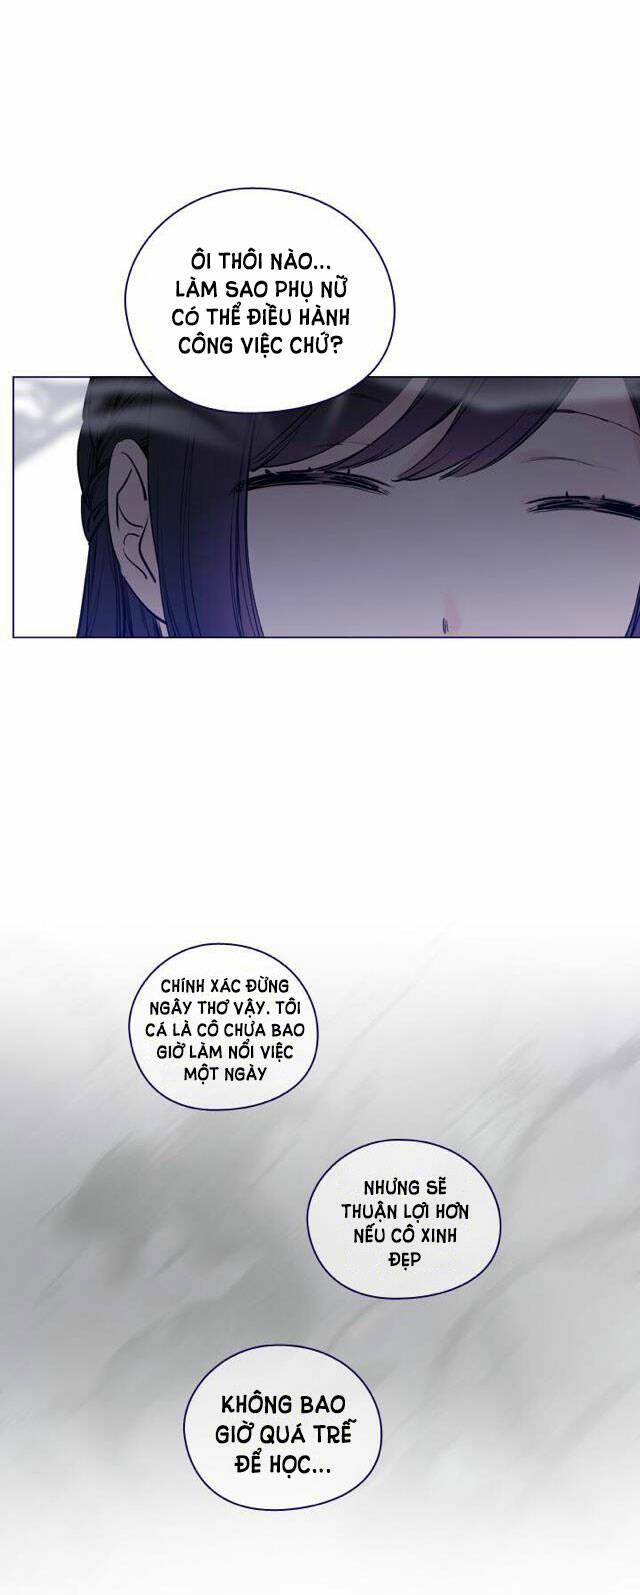 ÔI THÔI NÀO...
LÀM SAO PHỤ NỮ
CÓ THỂ ĐIỀU HÀNH
CÔNG VIỆC CHỨ?
CHÍNH XÁC ĐỪNG
NGÂY THƠ VẬY. TÔI
CÁ LÀ CÔ CHƯA BAO
GIỜ LÀM NỔI VIỆC
MỘT NGÀY
NHƯNG SẼ
THUẬN LỢI HƠN
NẾU CÔ XINH
ĐẸP
KHÔNG BAO
GIỜ QUÁ TRỄ
ĐỂ HỌC...